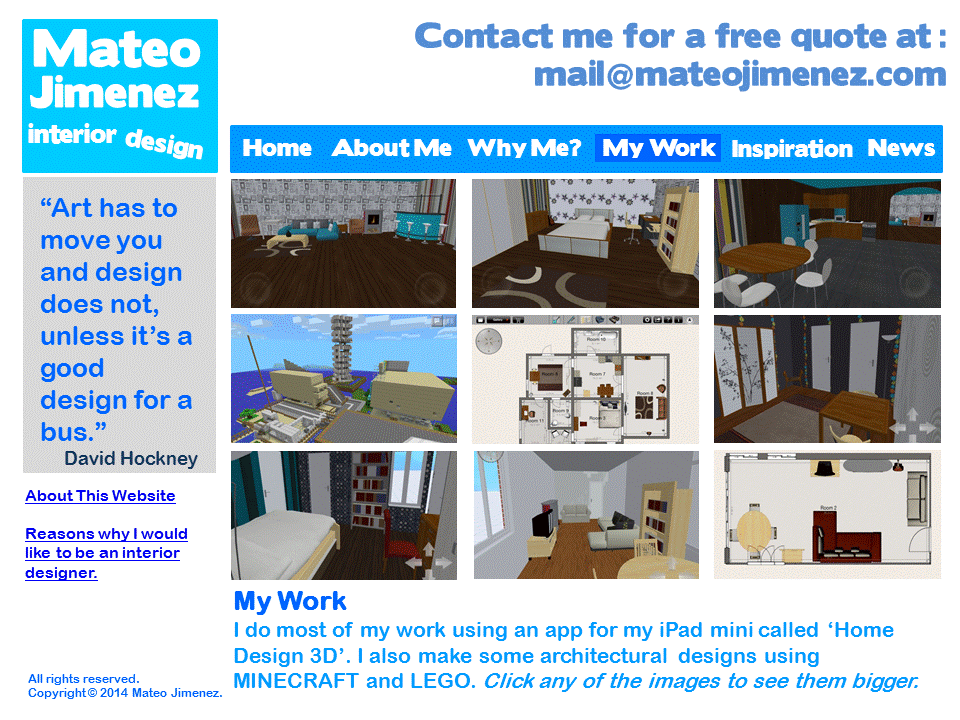 Mateo
Jimenez
interior design
Contact me for a free quote at :
mail@mateojimenez.com
Home About Me Why Me? My Work Inspiration News
“Art has to
move you
and design
does not,
unless it’s a
good
design for a
bus.”
David Hockney
About This Website
Reasons why I would
like to be an interior
designer.
Room 10
Room 6
Room 7
Room 8
Room 9
Room 5
Room 11
Room 2
My Work
I do most of my work using an app for my iPad mini called ‘Home
Design 3D’. I also make some architectural designs using
MINECRAFT and LEGO. Click any of the images to see them bigger.
All rights reserved.
Copyright © 2014 Mateo Jimenez.